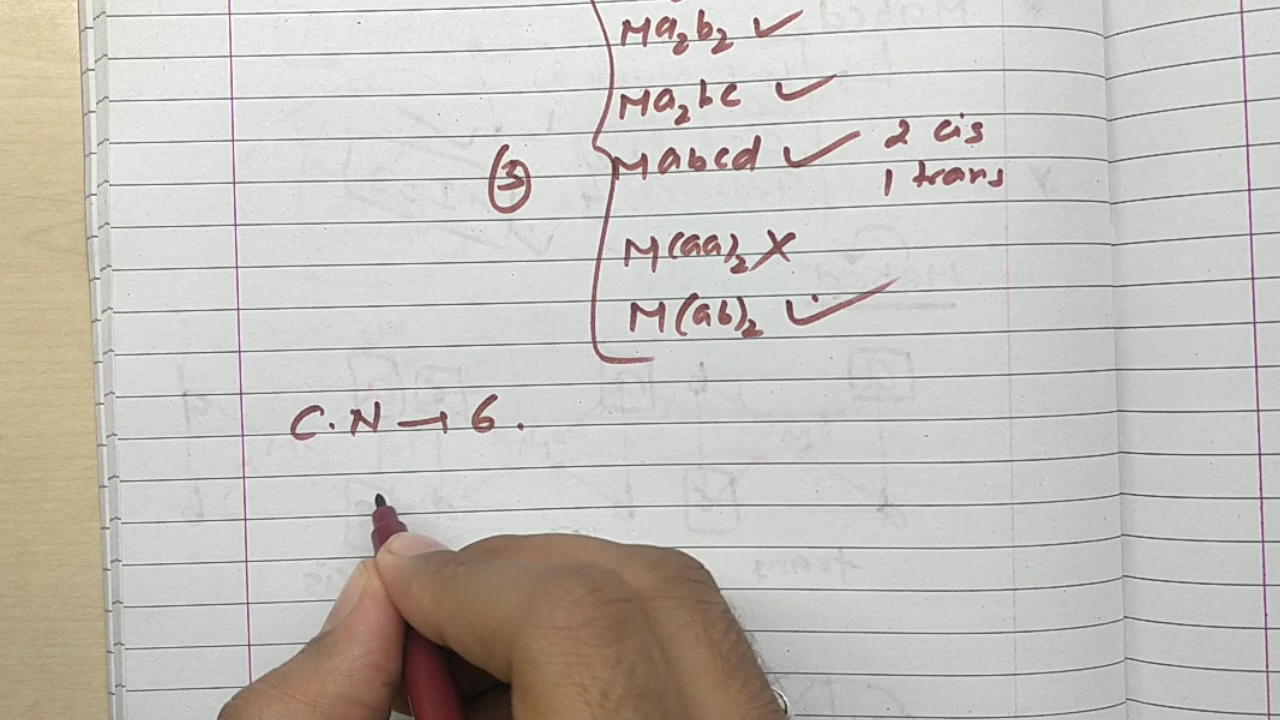 Ma₂b₂ ✓
Ma₂bc ✓
③ Mabcd ✓ 2 cis
1 trans
M(aa)₂ X
M(ab)₂ ✓
C.N → 6.